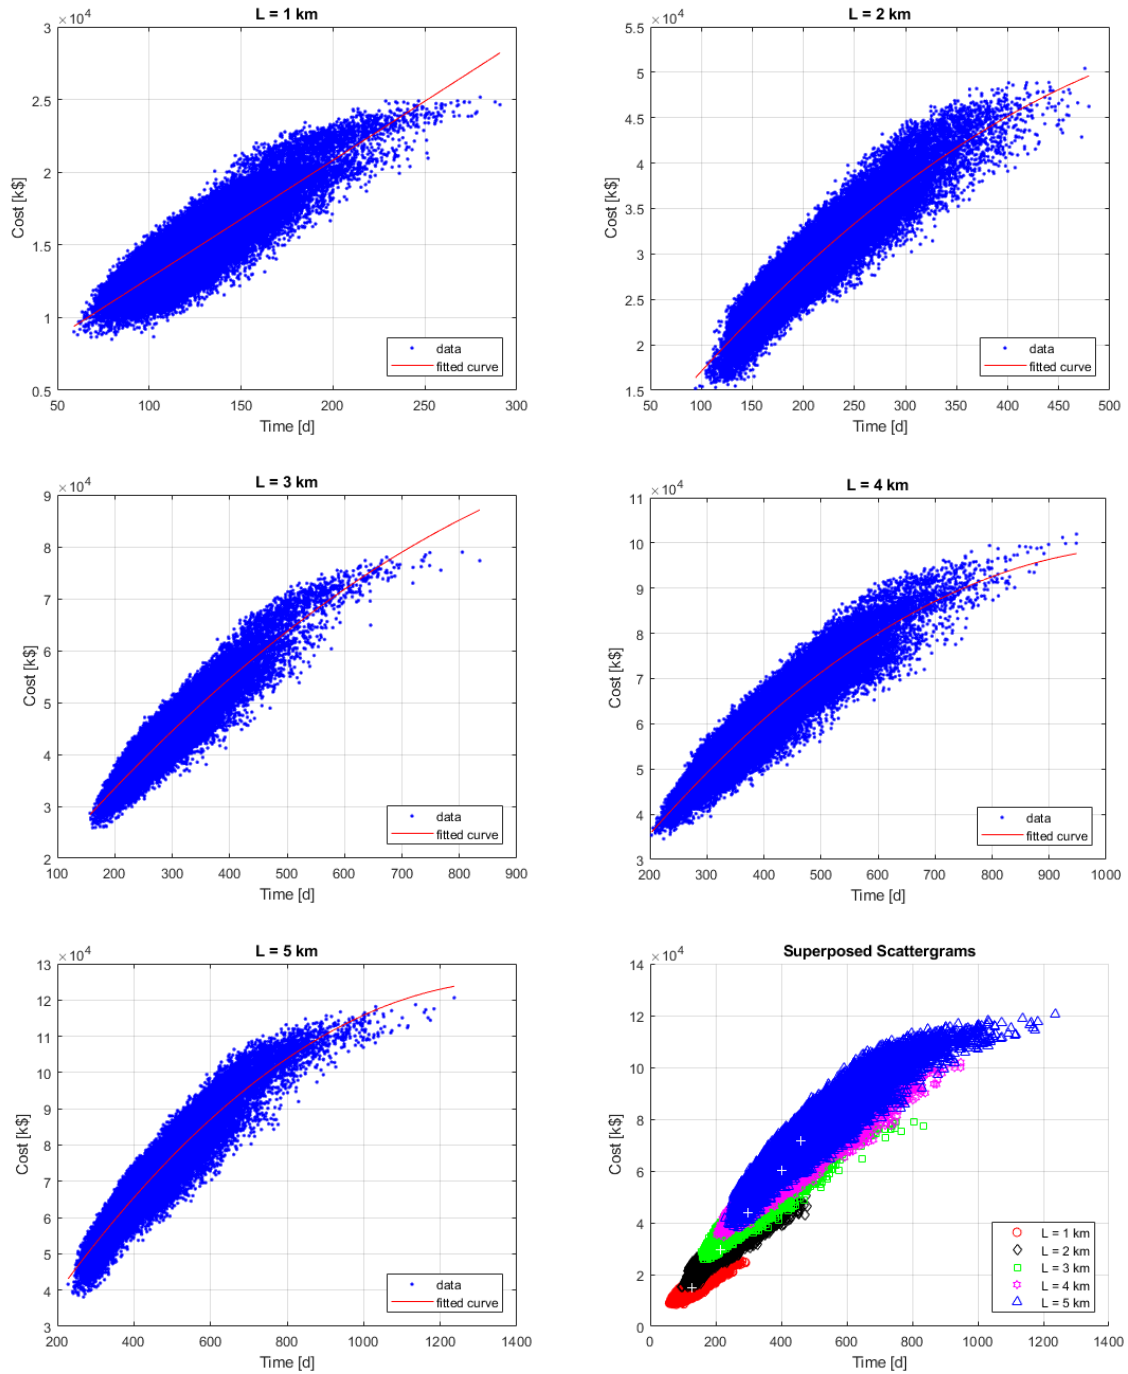 L = 1 km
×10⁴
3
2.5
2
1.5
1
0.5
Cost [k$]
50 100 150 200 250 300
Time [d]
data
fitted curve
L = 2 km
×10⁴
5.5
5
4.5
4
3.5
3
2.5
2
1.5
Cost [k$]
50 100 150 200 250 300 350 400 450 500
Time [d]
data
fitted curve
L = 3 km
×10⁴
9
8
7
6
5
4
3
2
Cost [k$]
100 200 300 400 500 600 700 800 900
Time [d]
data
fitted curve
L = 4 km
×10⁴
11
10
9
8
7
6
5
4
3
Cost [k$]
200 300 400 500 600 700 800 900 1000
Time [d]
data
fitted curve
L = 5 km
×10⁴
13
12
11
10
9
8
7
6
5
4
3
Cost [k$]
200 400 600 800 1000 1200 1400
Time [d]
data
fitted curve
Superposed Scattergrams
×10⁴
14
12
10
8
6
4
2
0
Cost [k$]
0 200 400 600 800 1000 1200 1400
Time [d]
L = 1 km
L = 2 km
L = 3 km
L = 4 km
L = 5 km